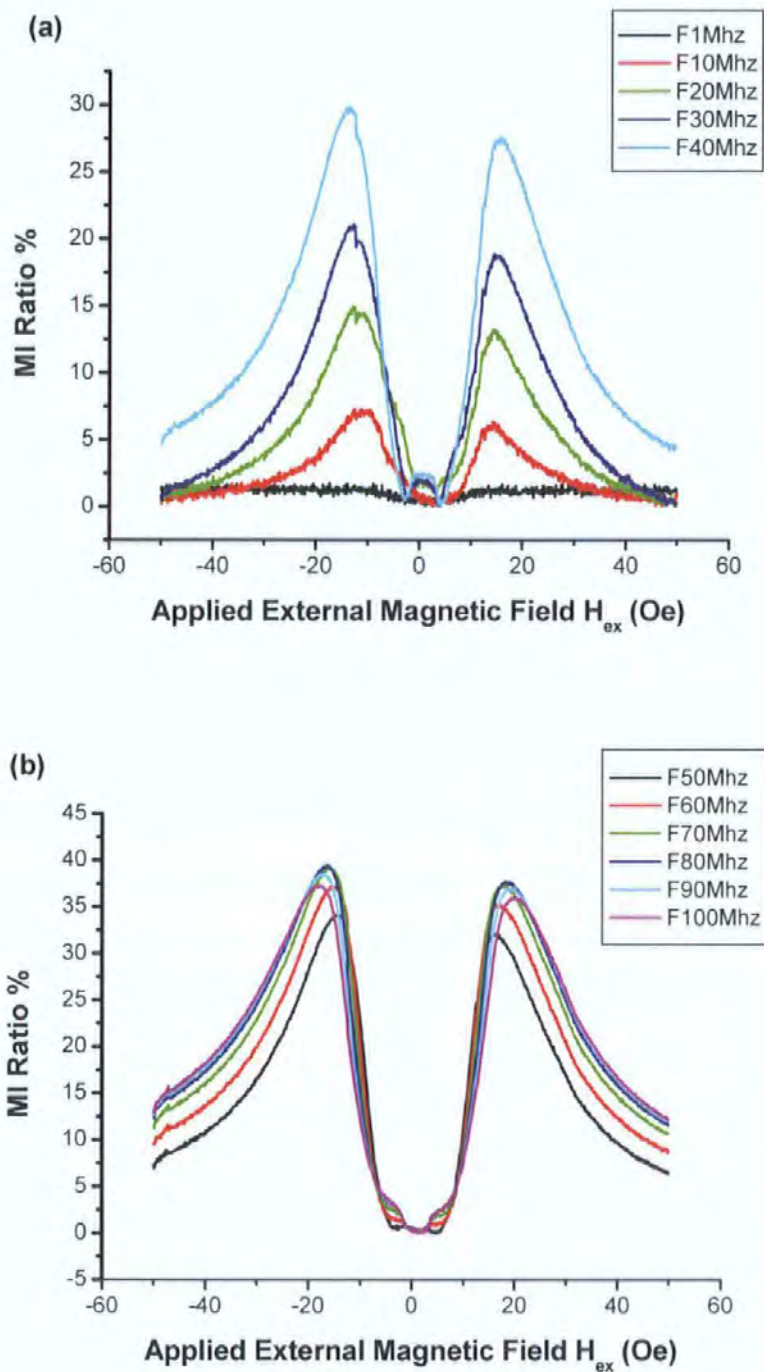 (a)
F1Mhz
F10Mhz
F20Mhz
F30Mhz
F40Mhz
30
25
20
15
10
5
0
MI Ratio %
-60
-40
-20
0
20
40
60
Applied External Magnetic Field H_ex (Oe)
(b)
F50Mhz
F60Mhz
F70Mhz
F80Mhz
F90Mhz
F100Mhz
45
40
35
30
25
20
15
10
5
0
-5
MI Ratio %
-60
-40
-20
0
20
40
60
Applied External Magnetic Field H_ex (Oe)